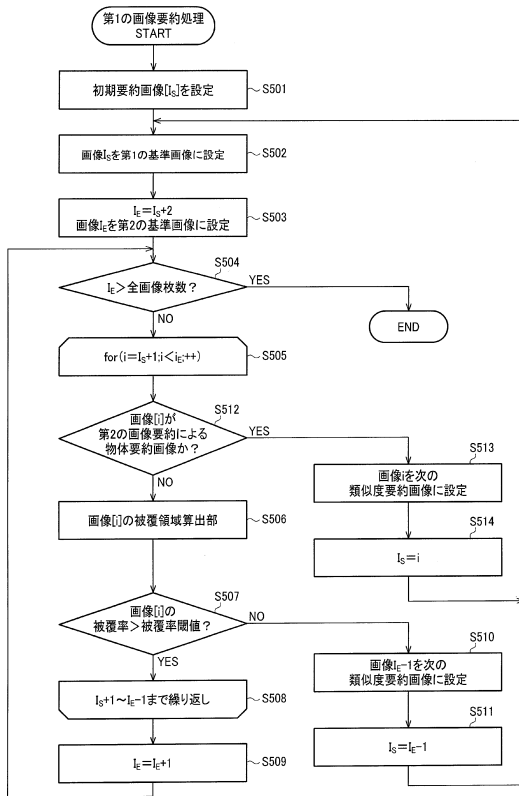 第1の画像要約処理
START
初期要約画像[IS]を設定
S501
画像ISを第1の基準画像に設定
S502
IE=IS+2
画像IEを第2の基準画像に設定
S503
S504
IE>全画像枚数?
YES
NO
END
for(i=IS+1;i<iE;++)
S505
S512
画像[i]が
第2の画像要約による
物体要約画像か?
YES
NO
S513
画像iを次の
類似度要約画像に設定
S514
IS=i
画像[i]の被覆領域算出部
S506
S507
画像[i]の
被覆率>被覆率閾値?
NO
YES
S510
画像IE-1を次の
類似度要約画像に設定
S511
IS=IE-1
IS+1~IE-1まで繰り返し
S508
IE=IE+1
S509